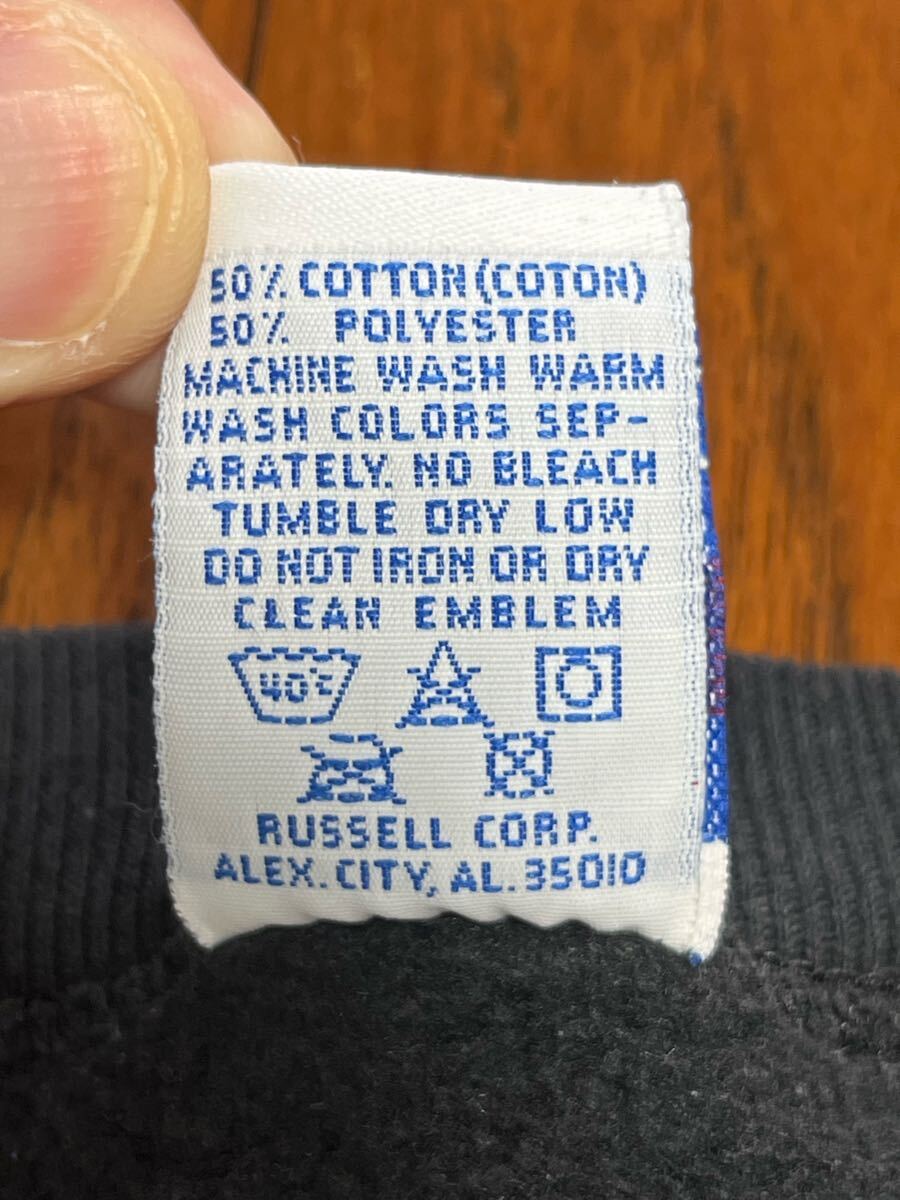 50% COTTON (COTON)
50% POLYESTER
MACHINE WASH WARM
WASH COLORS SEP-
ARATELY. NO BLEACH
TUMBLE DRY LOW
DO NOT IRON OR DRY
CLEAN EMBLEM
40°C
RUSSELL CORP.
ALEX. CITY, AL. 35010